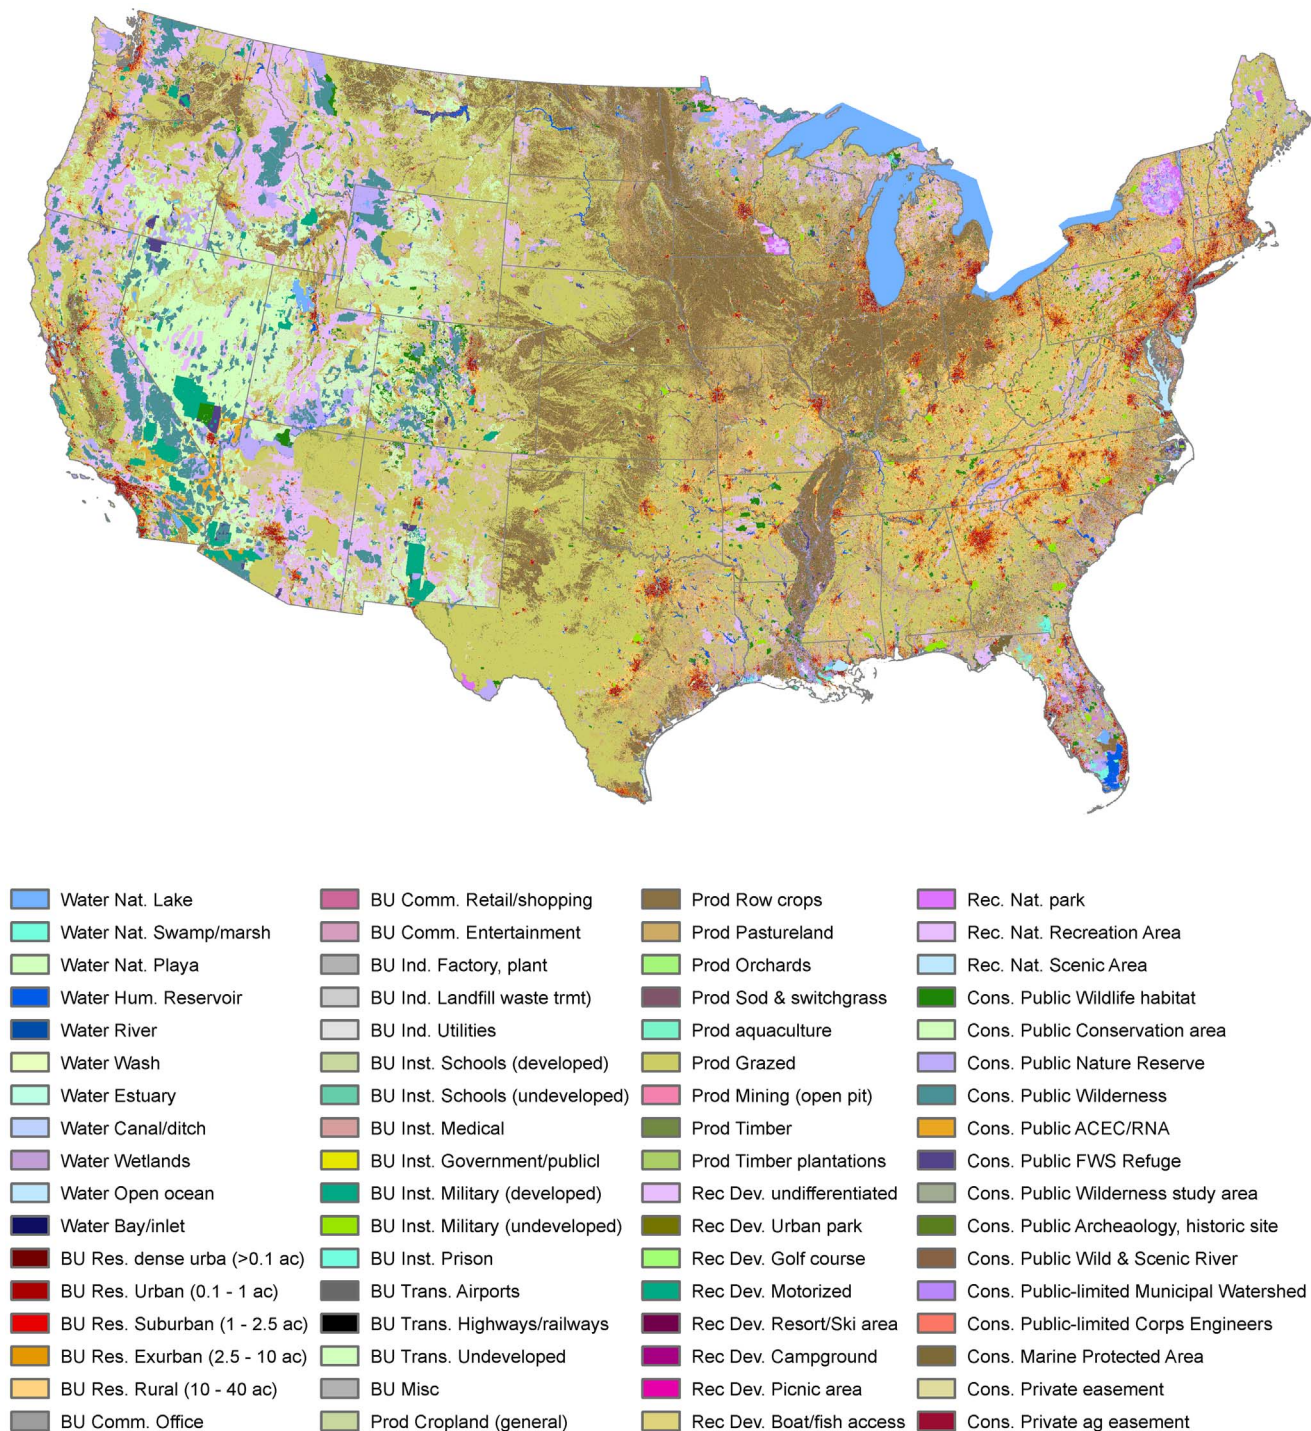 Water Nat. Lake
Water Nat. Swamp/marsh
Water Nat. Playa
Water Hum. Reservoir
Water River
Water Wash
Water Estuary
Water Canal/ditch
Water Wetlands
Water Open ocean
Water Bay/inlet
BU Res. dense urba (>0.1 ac)
BU Res. Urban (0.1 - 1 ac)
BU Res. Suburban (1 - 2.5 ac)
BU Res. Exurban (2.5 - 10 ac)
BU Res. Rural (10 - 40 ac)
BU Comm. Office
BU Comm. Retail/shopping
BU Comm. Entertainment
BU Ind. Factory, plant
BU Ind. Landfill waste trmt)
BU Ind. Utilities
BU Inst. Schools (developed)
BU Inst. Schools (undeveloped)
BU Inst. Medical
BU Inst. Government/publicl
BU Inst. Military (developed)
BU Inst. Military (undeveloped)
BU Inst. Prison
BU Trans. Airports
BU Trans. Highways/railways
BU Trans. Undeveloped
BU Misc
Prod Cropland (general)
Prod Row crops
Prod Pastureland
Prod Orchards
Prod Sod & switchgrass
Prod aquaculture
Prod Grazed
Prod Mining (open pit)
Prod Timber
Prod Timber plantations
Rec Dev. undifferentiated
Rec Dev. Urban park
Rec Dev. Golf course
Rec Dev. Motorized
Rec Dev. Resort/Ski area
Rec Dev. Campground
Rec Dev. Picnic area
Rec Dev. Boat/fish access
Rec. Nat. park
Rec. Nat. Recreation Area
Rec. Nat. Scenic Area
Cons. Public Wildlife habitat
Cons. Public Conservation area
Cons. Public Nature Reserve
Cons. Public Wilderness
Cons. Public ACEC/RNA
Cons. Public FWS Refuge
Cons. Public Wilderness study area
Cons. Public Archeology, historic site
Cons. Public Wild & Scenic River
Cons. Public-limited Municipal Watershed
Cons. Public-limited Corps Engineers
Cons. Marine Protected Area
Cons. Private easement
Cons. Private ag easement